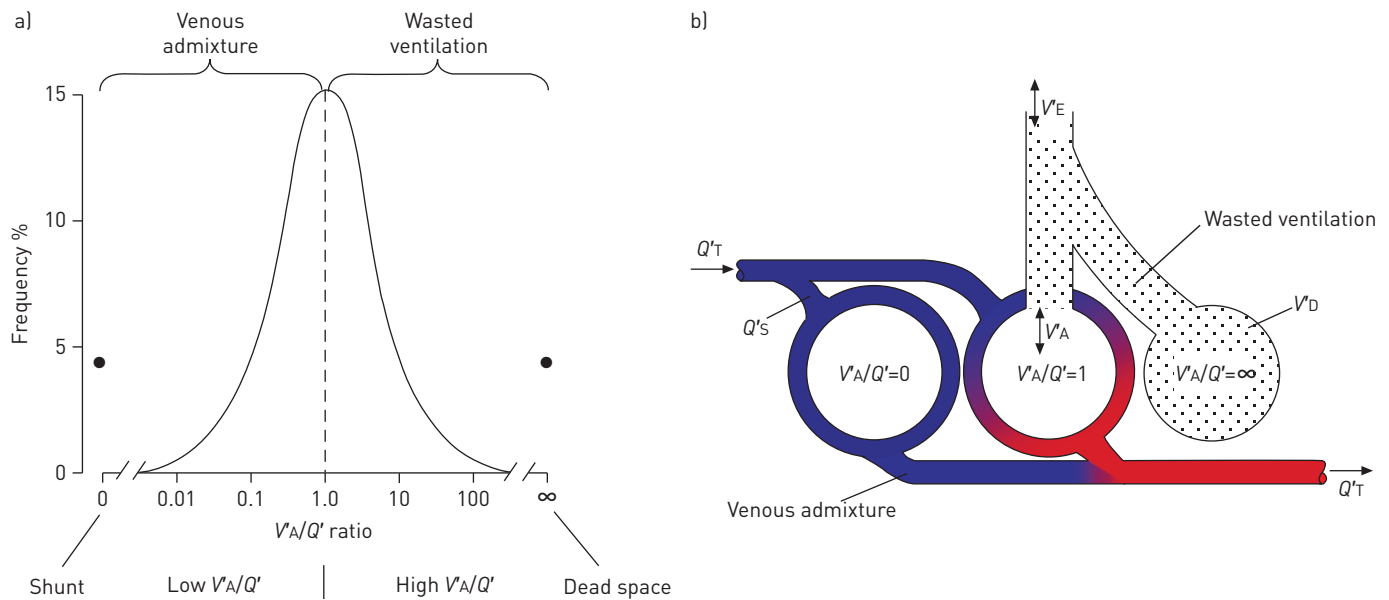 a)
Venous
admixture
Wasted
ventilation
15
10
5
0
Frequency %
0 0.01 0.1 1.0 10 100 ∞
V'A/Q' ratio
Shunt
Low V'A/Q'
High V'A/Q'
Dead space
b)
V'E
Wasted ventilation
Q'T
Q'S
V'A
V'D
V'A/Q'=0
V'A/Q'=1
V'A/Q'=∞
Venous admixture
Q'T